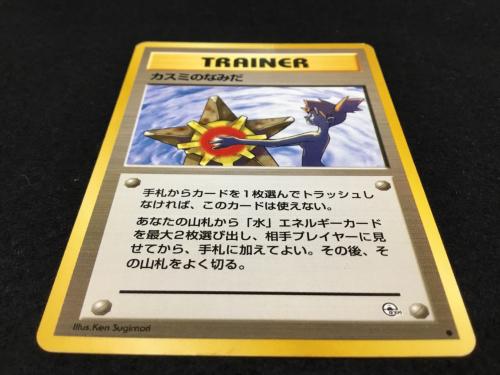 TRAINER
カスミのなみだ
手札からカードを1枚選んでトラッシュし
なければ、このカードは使えない。
あなたの山札から「水」エネルギーカード
を最大2枚選び出し、相手プレイヤーに見
せてから、手札に加えてよい。その後、そ
の山札をよく切る。
Illus. Ken Sugimori